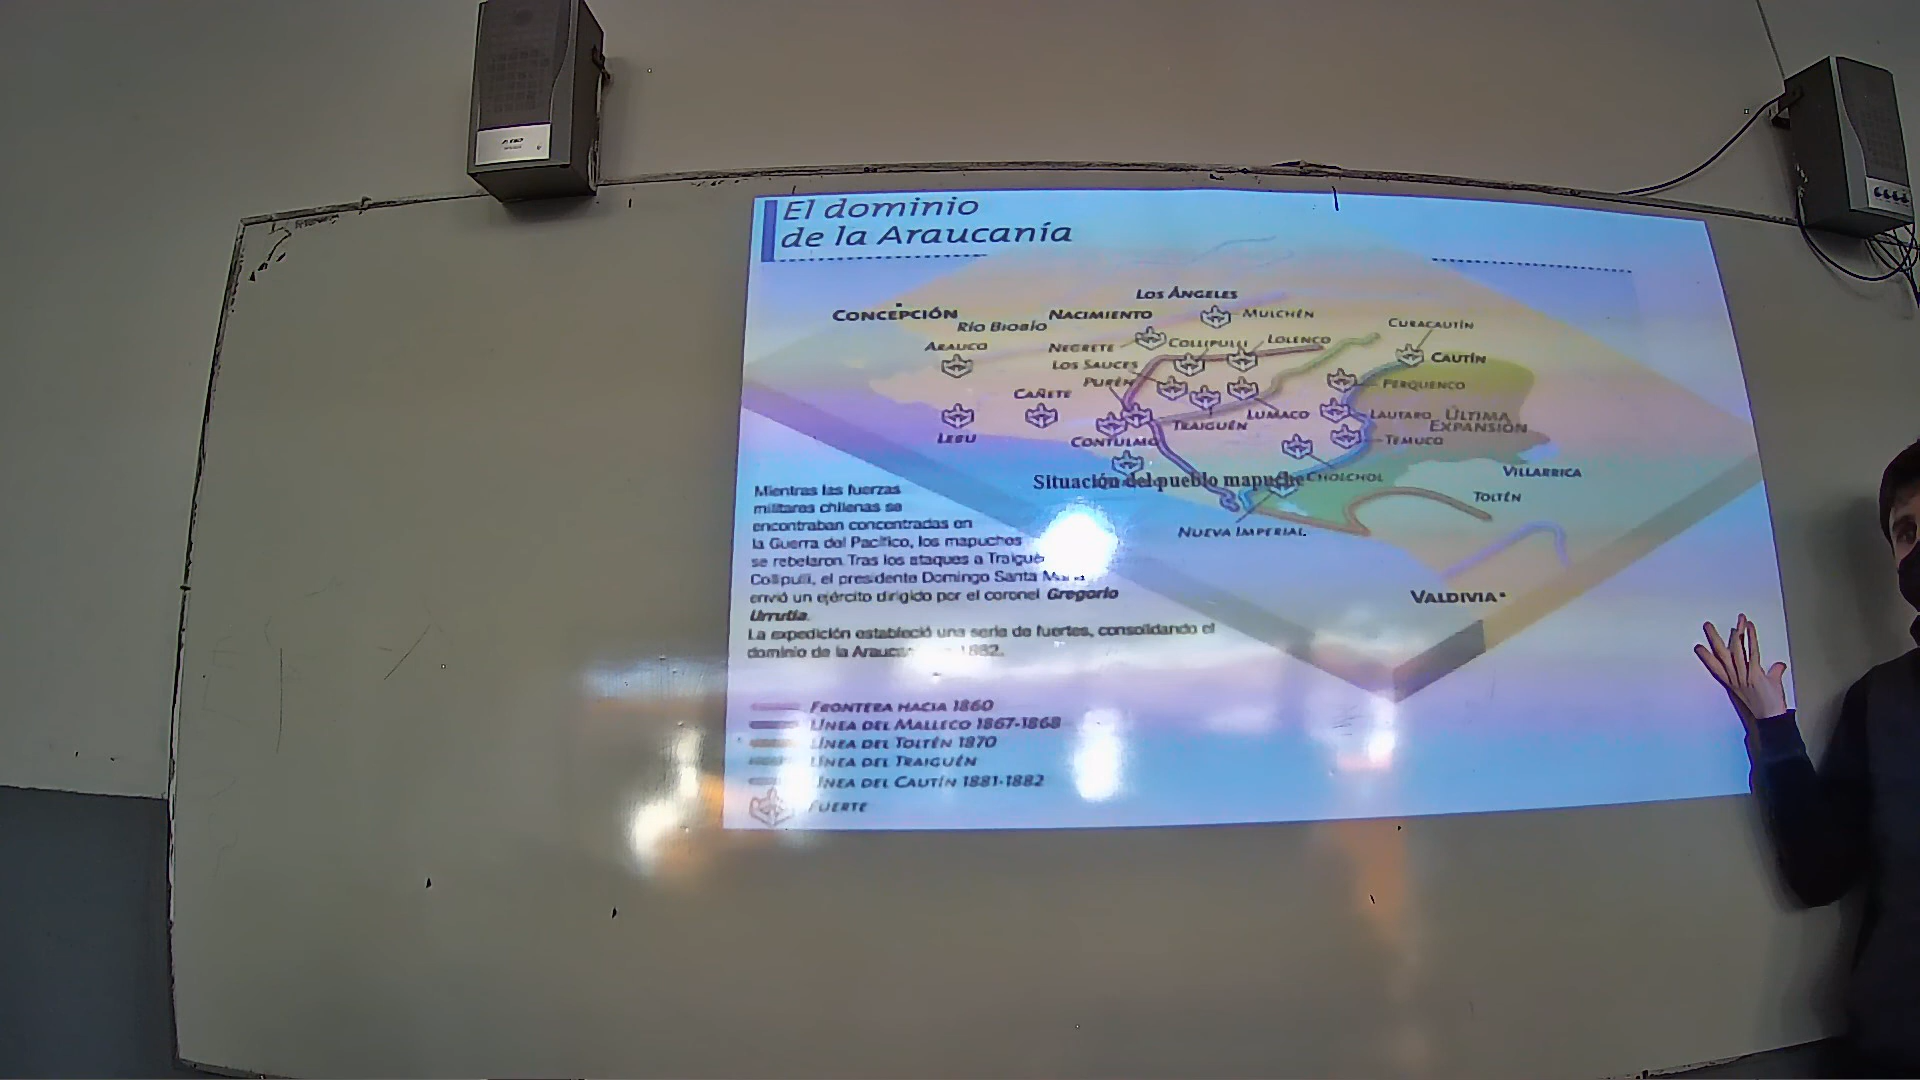 El dominio
de la Araucanía
Los Ángeles
Concepción
Nacimiento
Mulchén
Río Biobío
Curacautín
Arauco
Negrete
Collipulli
Lolenco
Cautín
Los Sauces
Purén
Perquenco
Cañete
Lumaco
Lautaro
Última
Expansión
Traiguén
Lebu
Contulmo
Temuco
Situación del pueblo mapuche
Cholchol
Villarrica
Toltén
Nueva Imperial
Valdivia
Mientras las fuerzas
militares chilenas se
encontraban concentradas en
la Guerra del Pacífico, los mapuches
se rebelaron. Tras los ataques a
Collipulli, el presidente Domingo Santa
envió un ejército dirigido por el coronel Gregorio
Urrutia.
La expedición estableció una serie de fuertes, consolidando el
dominio de la 1882.
Frontera hacia 1860
Línea del Malleco 1867-1868
Línea del Toltén 1870
Línea del Traiguén
Línea del Cautín 1881-1882
Fuerte